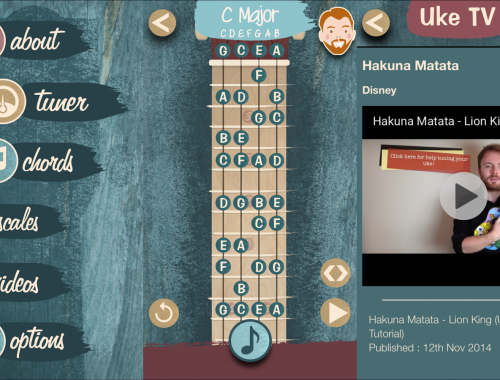 about
tuner
chords
scales
videos
options
C Major
C D E F G A B
G C E A
F
A D B
G C
B E
C F A D
D G B E
C F
E A
F D G
B
G C E A
Uke TV
Hakuna Matata
Disney
Hakuna Matata - Lion Kin
Click here for help tuning your
uke!
Hakuna Matata - Lion King (U
Tutorial)
Published : 12th Nov 2014